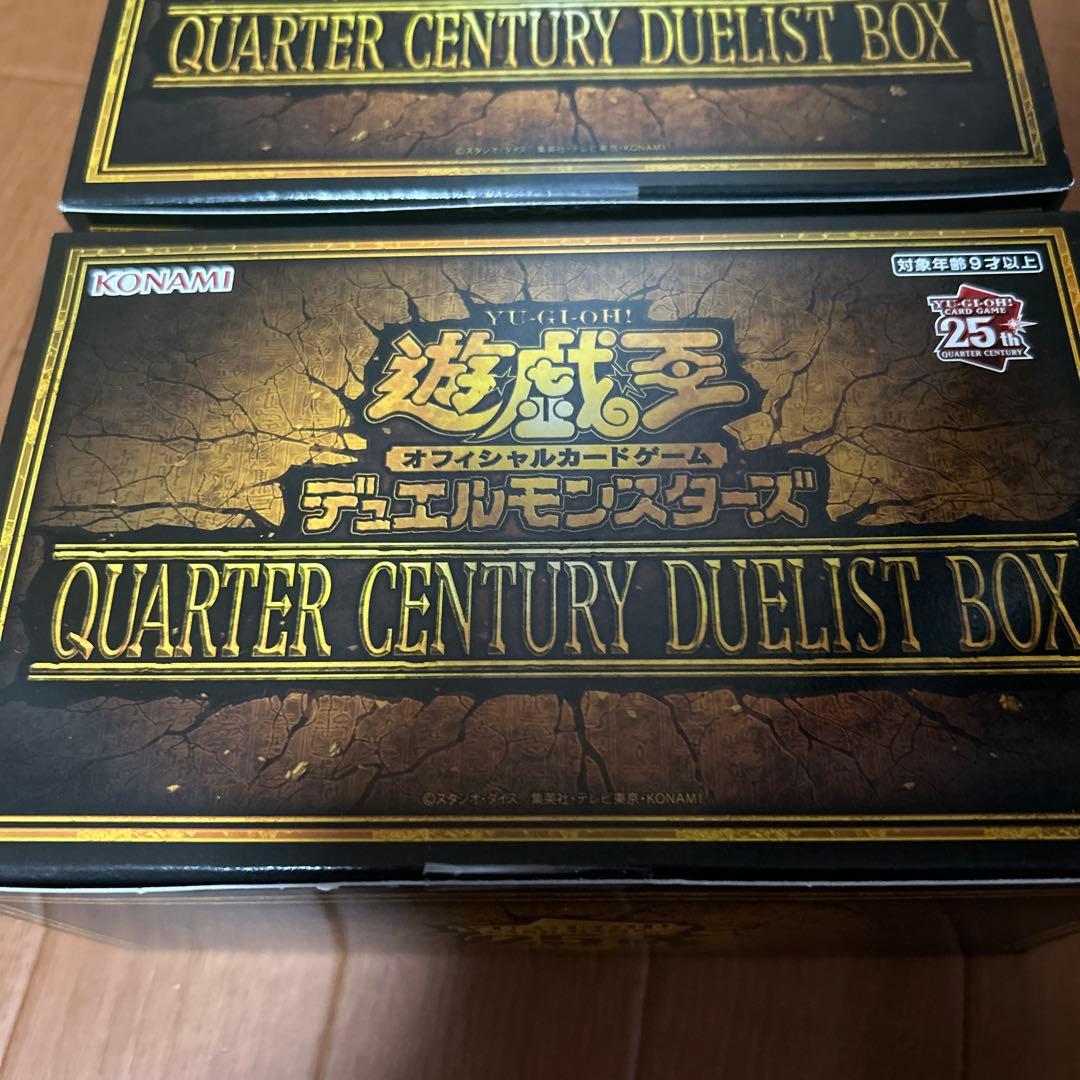 QUARTER CENTURY DUELIST BOX
©スタジオ・ダイス 集英社・テレビ東京・KONAMI
KONAMI
対象年齢9才以上
YU-GI-OH!
CARD GAME
25th
QUARTER CENTURY
YU-GI-OH!
遊戯王
オフィシャルカードゲーム
デュエルモンスターズ
QUARTER CENTURY DUELIST BOX
©スタジオ・ダイス 集英社・テレビ東京・KONAMI